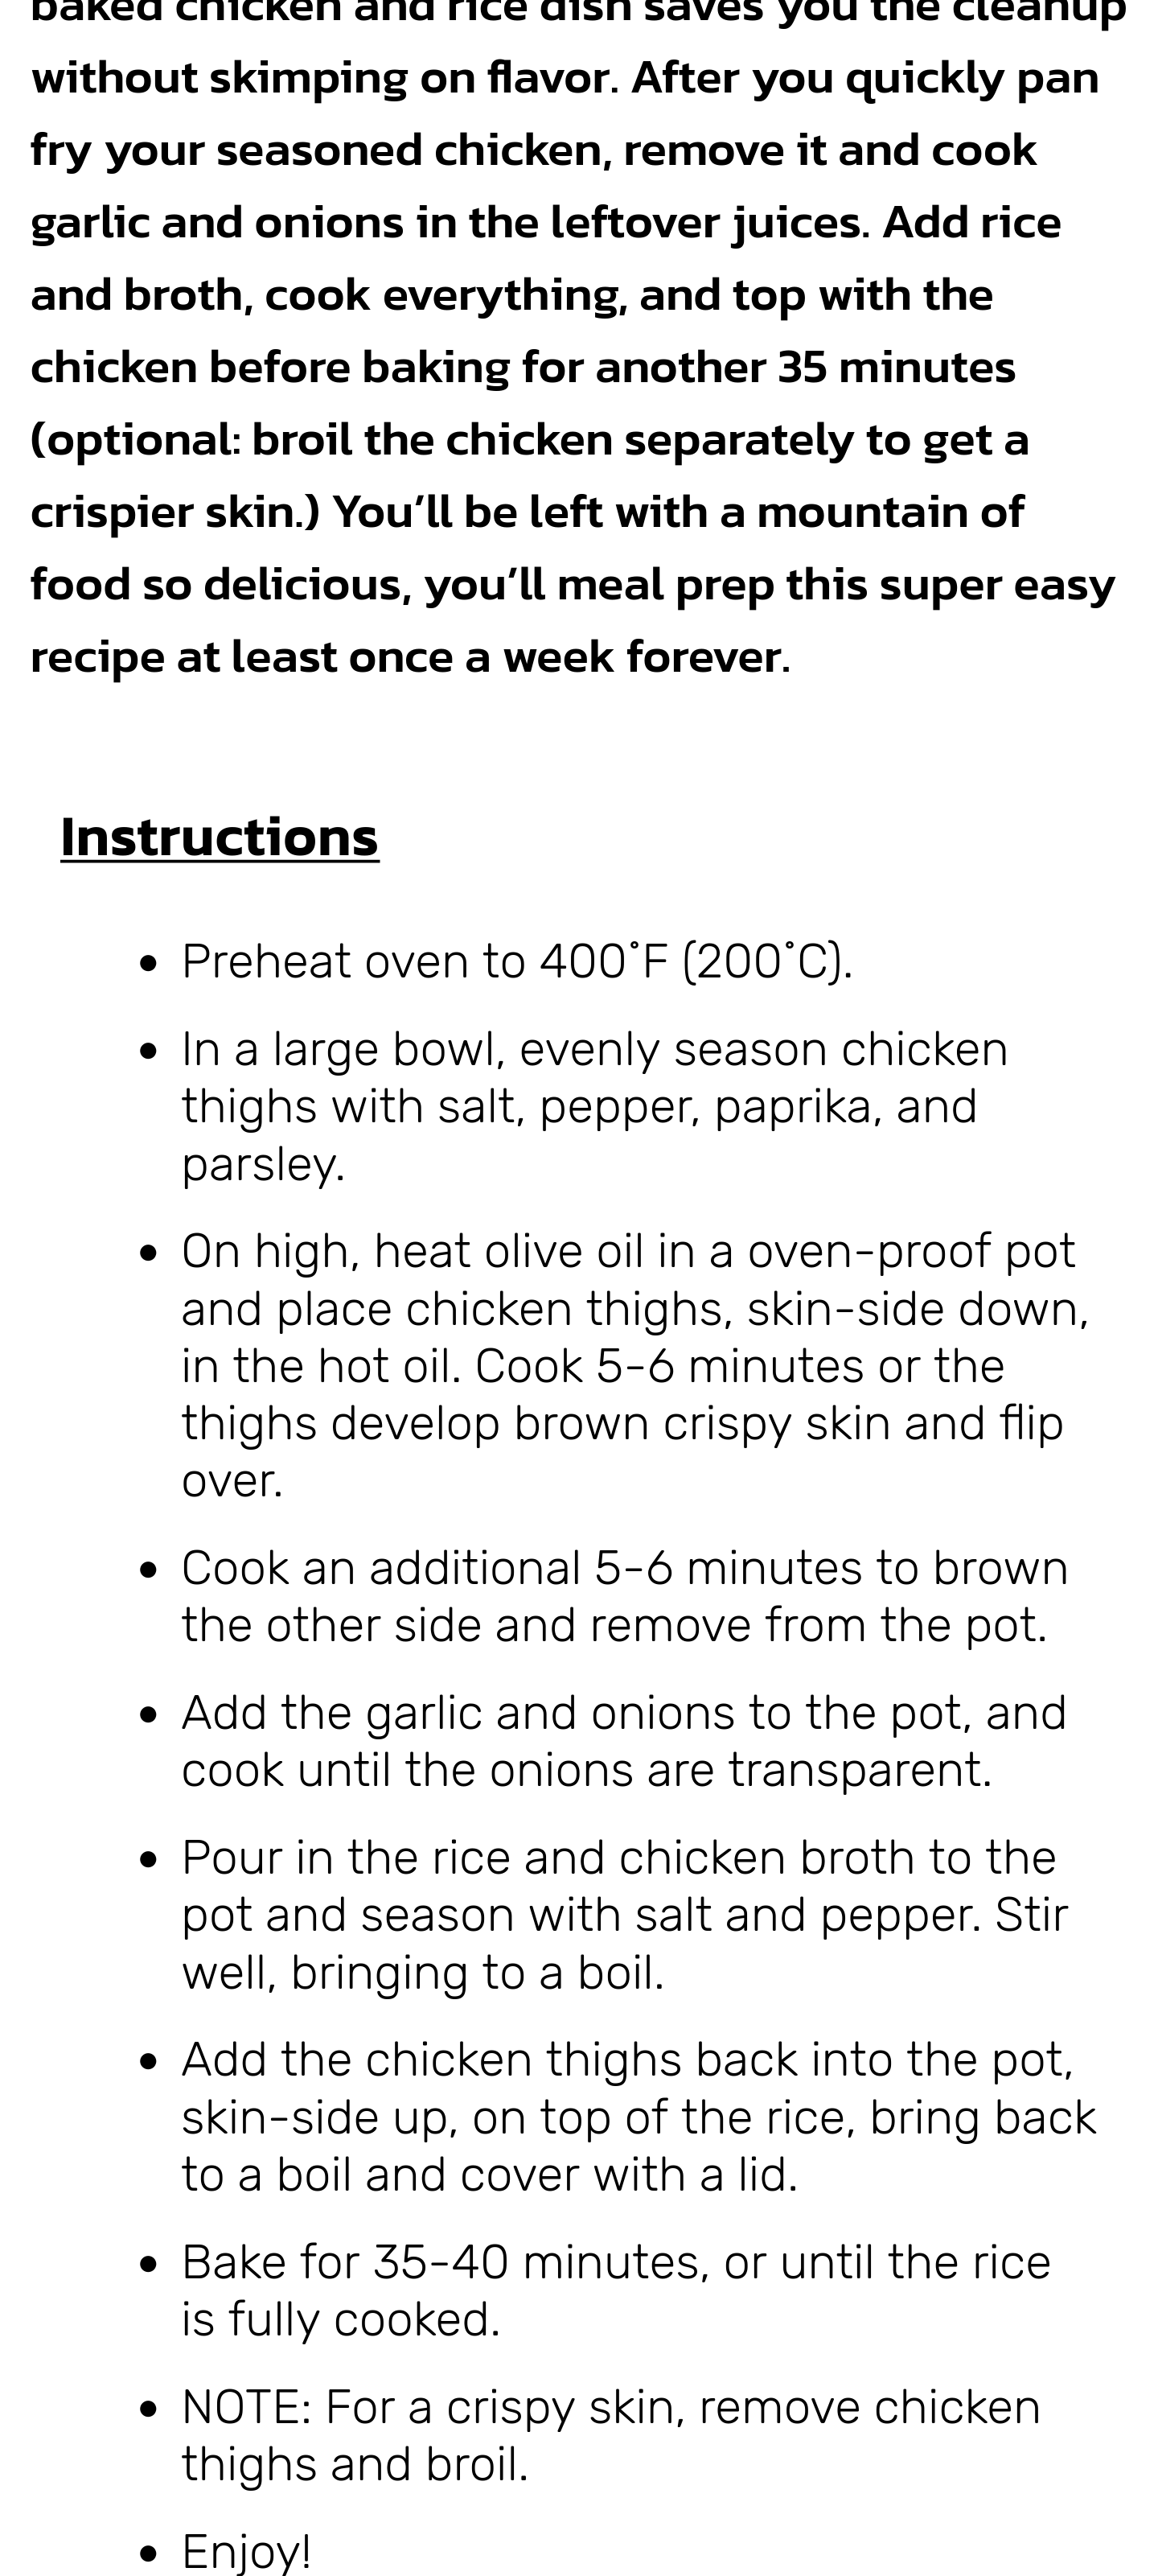 baked chicken and rice dish saves you the cleanup
without skimping on flavor. After you quickly pan
fry your seasoned chicken, remove it and cook
garlic and onions in the leftover juices. Add rice
and broth, cook everything, and top with the
chicken before baking for another 35 minutes
(optional: broil the chicken separately to get a
crispier skin.) You’ll be left with a mountain of
food so delicious, you’ll meal prep this super easy
recipe at least once a week forever.
Instructions
• Preheat oven to 400˚F (200˚C).
• In a large bowl, evenly season chicken
thighs with salt, pepper, paprika, and
parsley.
• On high, heat olive oil in a oven-proof pot
and place chicken thighs, skin-side down,
in the hot oil. Cook 5-6 minutes or the
thighs develop brown crispy skin and flip
over.
• Cook an additional 5-6 minutes to brown
the other side and remove from the pot.
• Add the garlic and onions to the pot, and
cook until the onions are transparent.
• Pour in the rice and chicken broth to the
pot and season with salt and pepper. Stir
well, bringing to a boil.
• Add the chicken thighs back into the pot,
skin-side up, on top of the rice, bring back
to a boil and cover with a lid.
• Bake for 35-40 minutes, or until the rice
is fully cooked.
• NOTE: For a crispy skin, remove chicken
thighs and broil.
• Enjoy!